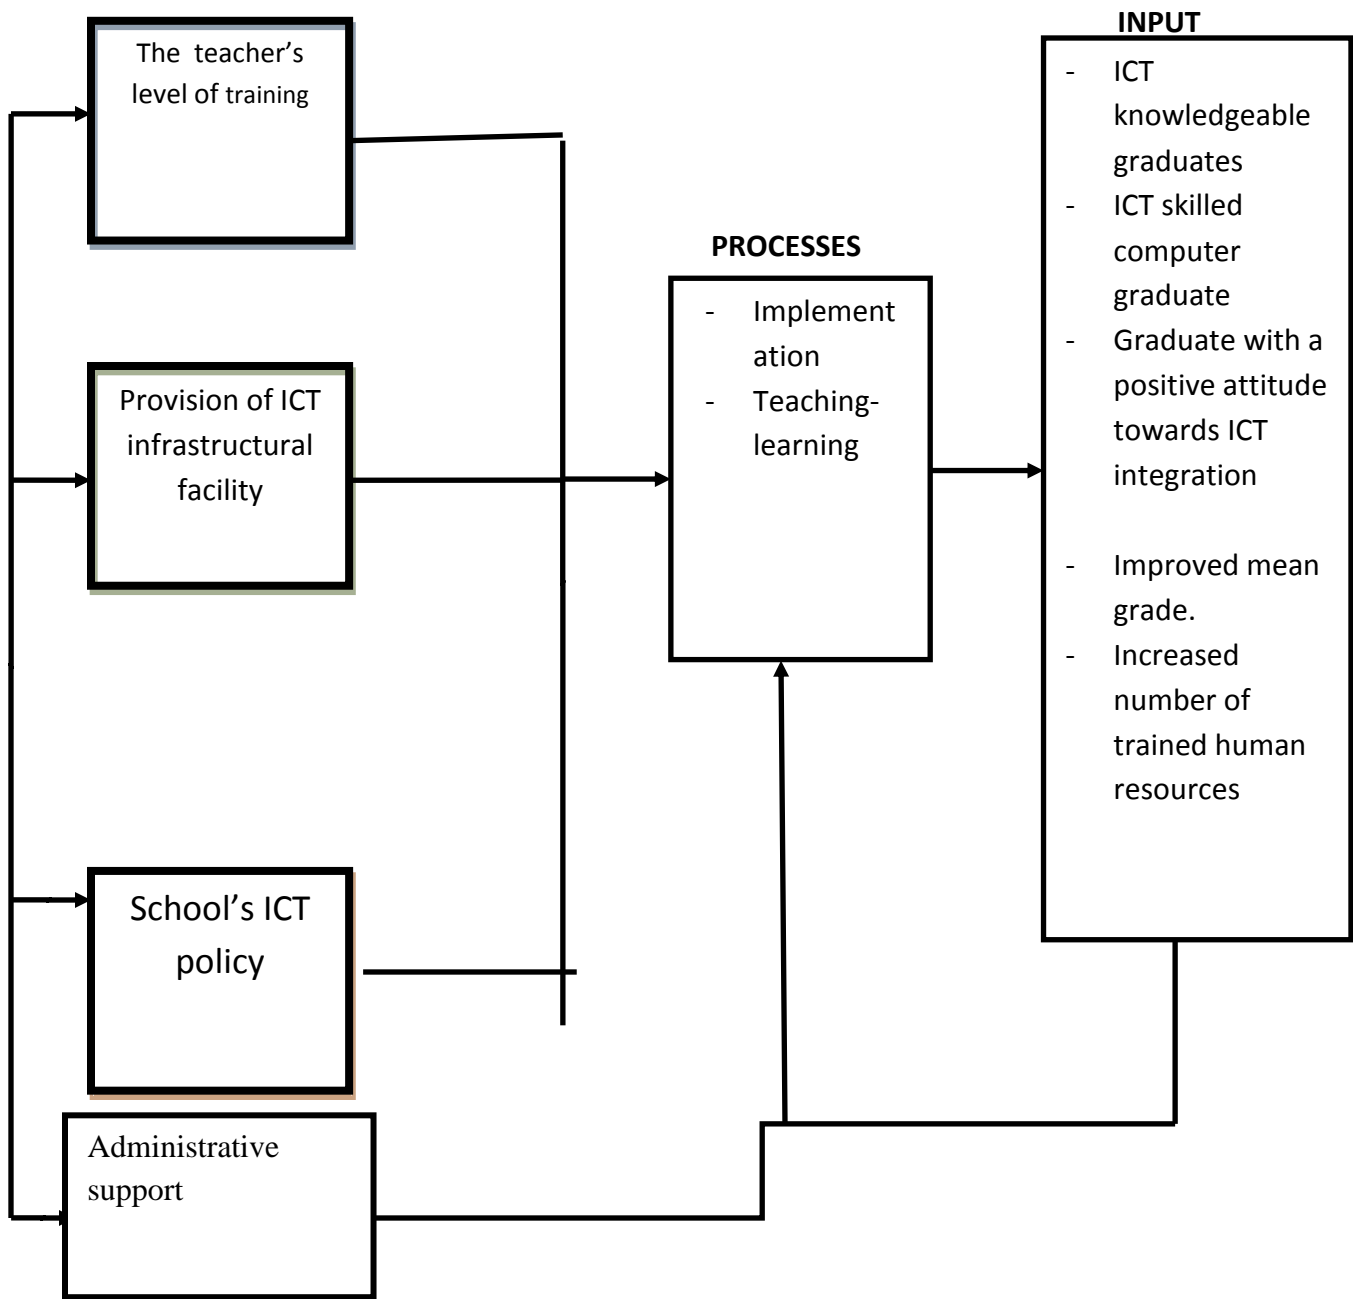 The teacher’s
level of training
Provision of ICT
infrastructural
facility
School’s ICT
policy
Administrative
support
PROCESSES
- Implement
ation
- Teaching-
learning
INPUT
- ICT
knowledgeable
graduates
- ICT skilled
computer
graduate
- Graduate with a
positive attitude
towards ICT
integration
- Improved mean
grade.
- Increased
number of
trained human
resources